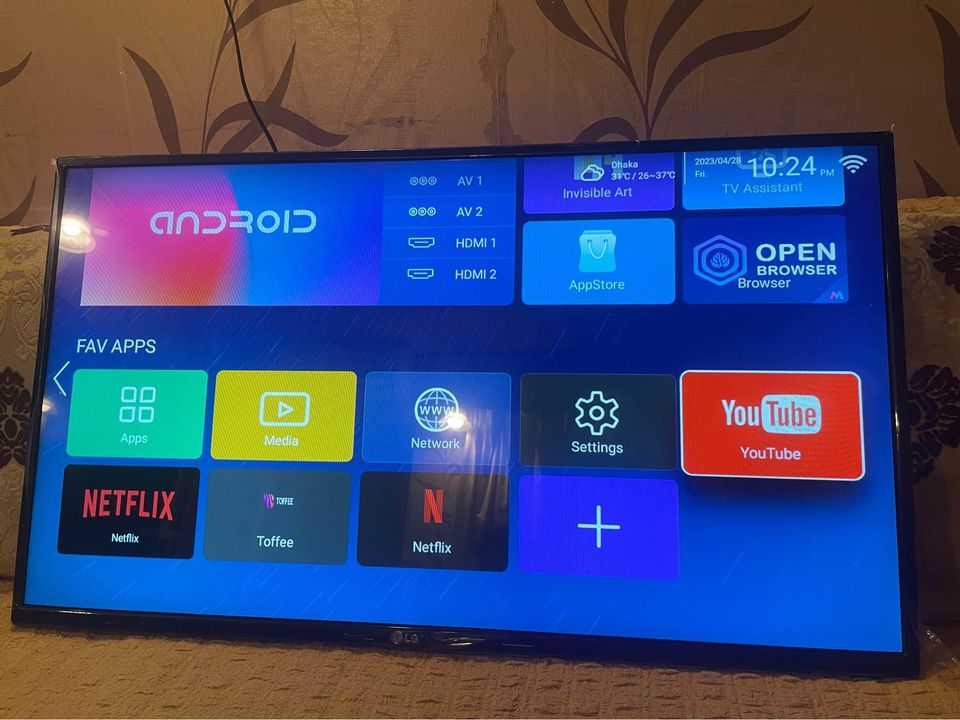 ANDROID
AV 1
AV 2
HDMI 1
HDMI 2
Dhaka
31℃ / 26~37℃
Invisible Art
2023/04/28
Fri.
10:24 PM
TV Assistant
AppStore
OPEN
BROWSER
Browser
FAV APPS
Apps
Media
WWW
Network
Settings
YouTube
YouTube
NETFLIX
Netflix
TOFFEE
Toffee
N
Netflix
LG